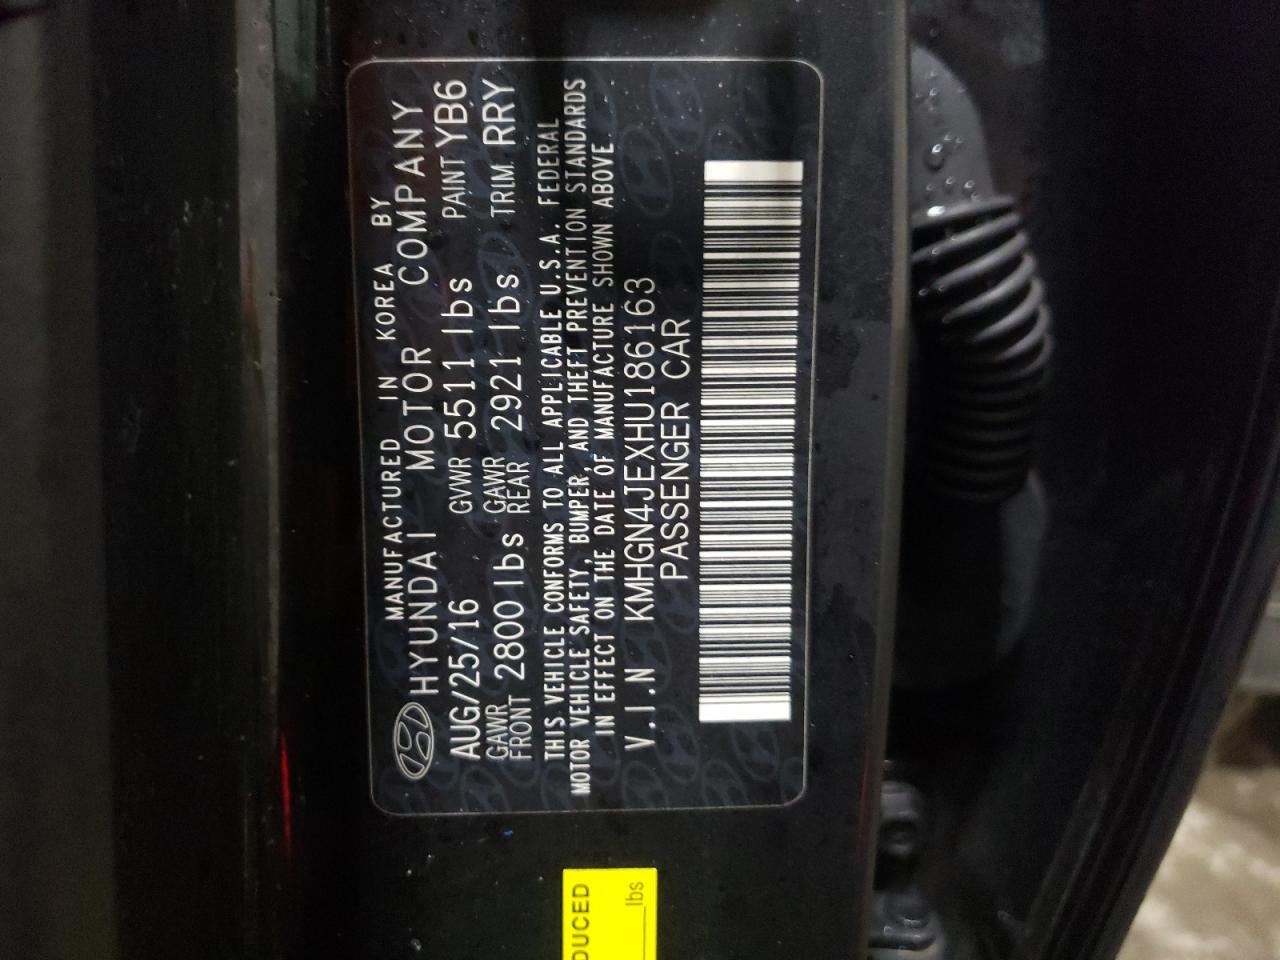 MANUFACTURED IN KOREA BY
HYUNDAI MOTOR COMPANY
AUG/25/16 GVWR 5511 lbs PAINT YB6
GAWR FRONT 2800 lbs GAWR REAR 2921 lbs TRIM RRY
THIS VEHICLE CONFORMS TO ALL APPLICABLE U.S.A. FEDERAL
MOTOR VEHICLE SAFETY, BUMPER, AND THEFT PREVENTION STANDARDS
IN EFFECT ON THE DATE OF MANUFACTURE SHOWN ABOVE.
V.I.N KMHGN4JEXHU186163
PASSENGER CAR
DUCED
lbs